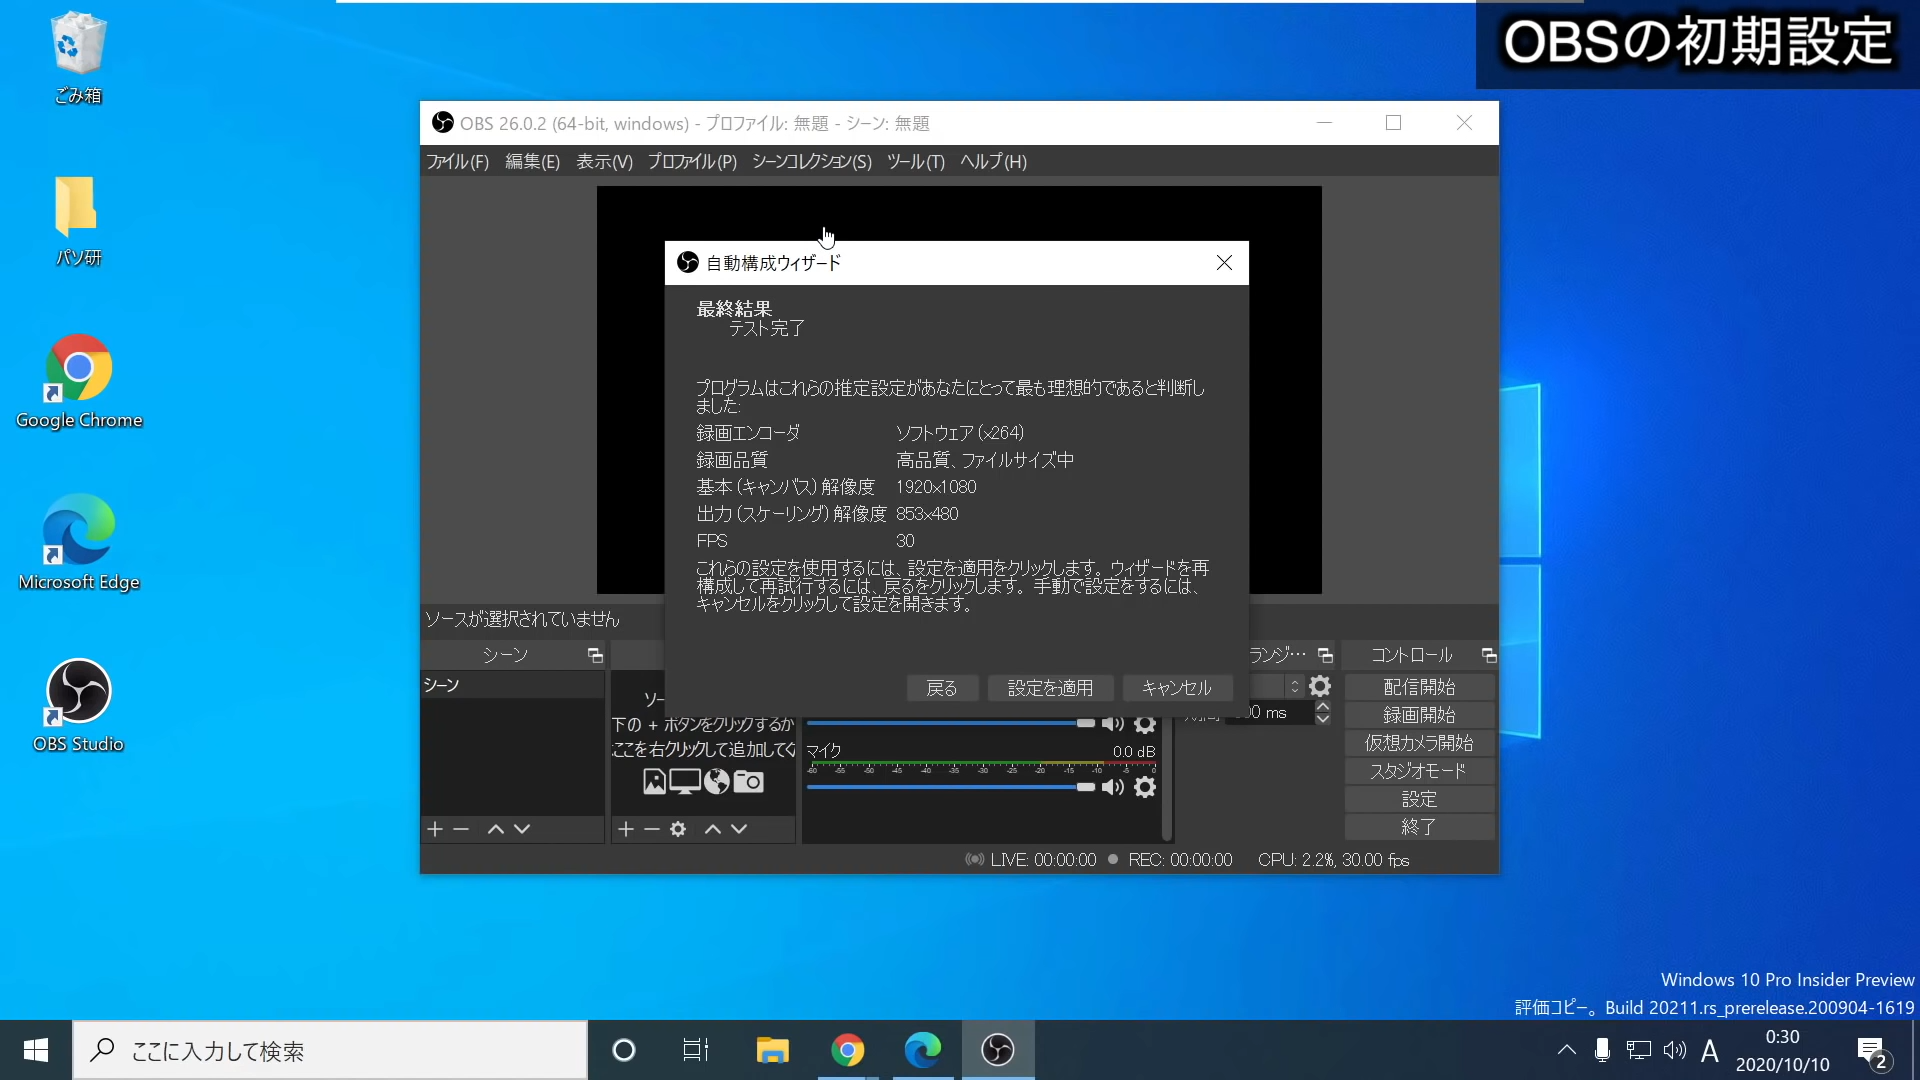 OBSの初期設定
ごみ箱
パソ研
Google Chrome
Microsoft Edge
OBS Studio
OBS 26.0.2 (64-bit, windows) - プロファイル: 無題 - シーン: 無題
ファイル(F) 編集(E) 表示(V) プロファイル(P) シーンコレクション(S) ツール(T) ヘルプ(H)
自動構成ウィザード
最終結果
テスト完了
プログラムはこれらの推定設定があなたにとって最も理想的であると判断し
ました:
録画エンコーダ ソフトウェア (x264)
録画品質 高品質、ファイルサイズ中
基本 (キャンバス) 解像度 1920x1080
出力 (スケーリング) 解像度 853x480
FPS 30
これらの設定を使用するには、設定を適用をクリックします。ウィザードを再
構成して再試行するには、戻るをクリックします。手動で設定をするには、
キャンセルをクリックして設定を開きます。
戻る 設定を適用 キャンセル
ソースが選択されていません
シーン
シーン
ソー
下の + ボタンをクリックするか
ここを右クリックして追加してく
マイク 0.0 dB
-60 -55 -50 -45 -40 -35 -30 -25 -20 -15 -10 -5 0
ランジ…
00 ms
コントロール
配信開始
録画開始
仮想カメラ開始
スタジオモード
設定
終了
LIVE: 00:00:00 REC: 00:00:00 CPU: 2.2%, 30.00 fps
Windows 10 Pro Insider Preview
評価コピー。Build 20211.rs_prerelease.200904-1619
ここに入力して検索
A
0:30
2020/10/10
2